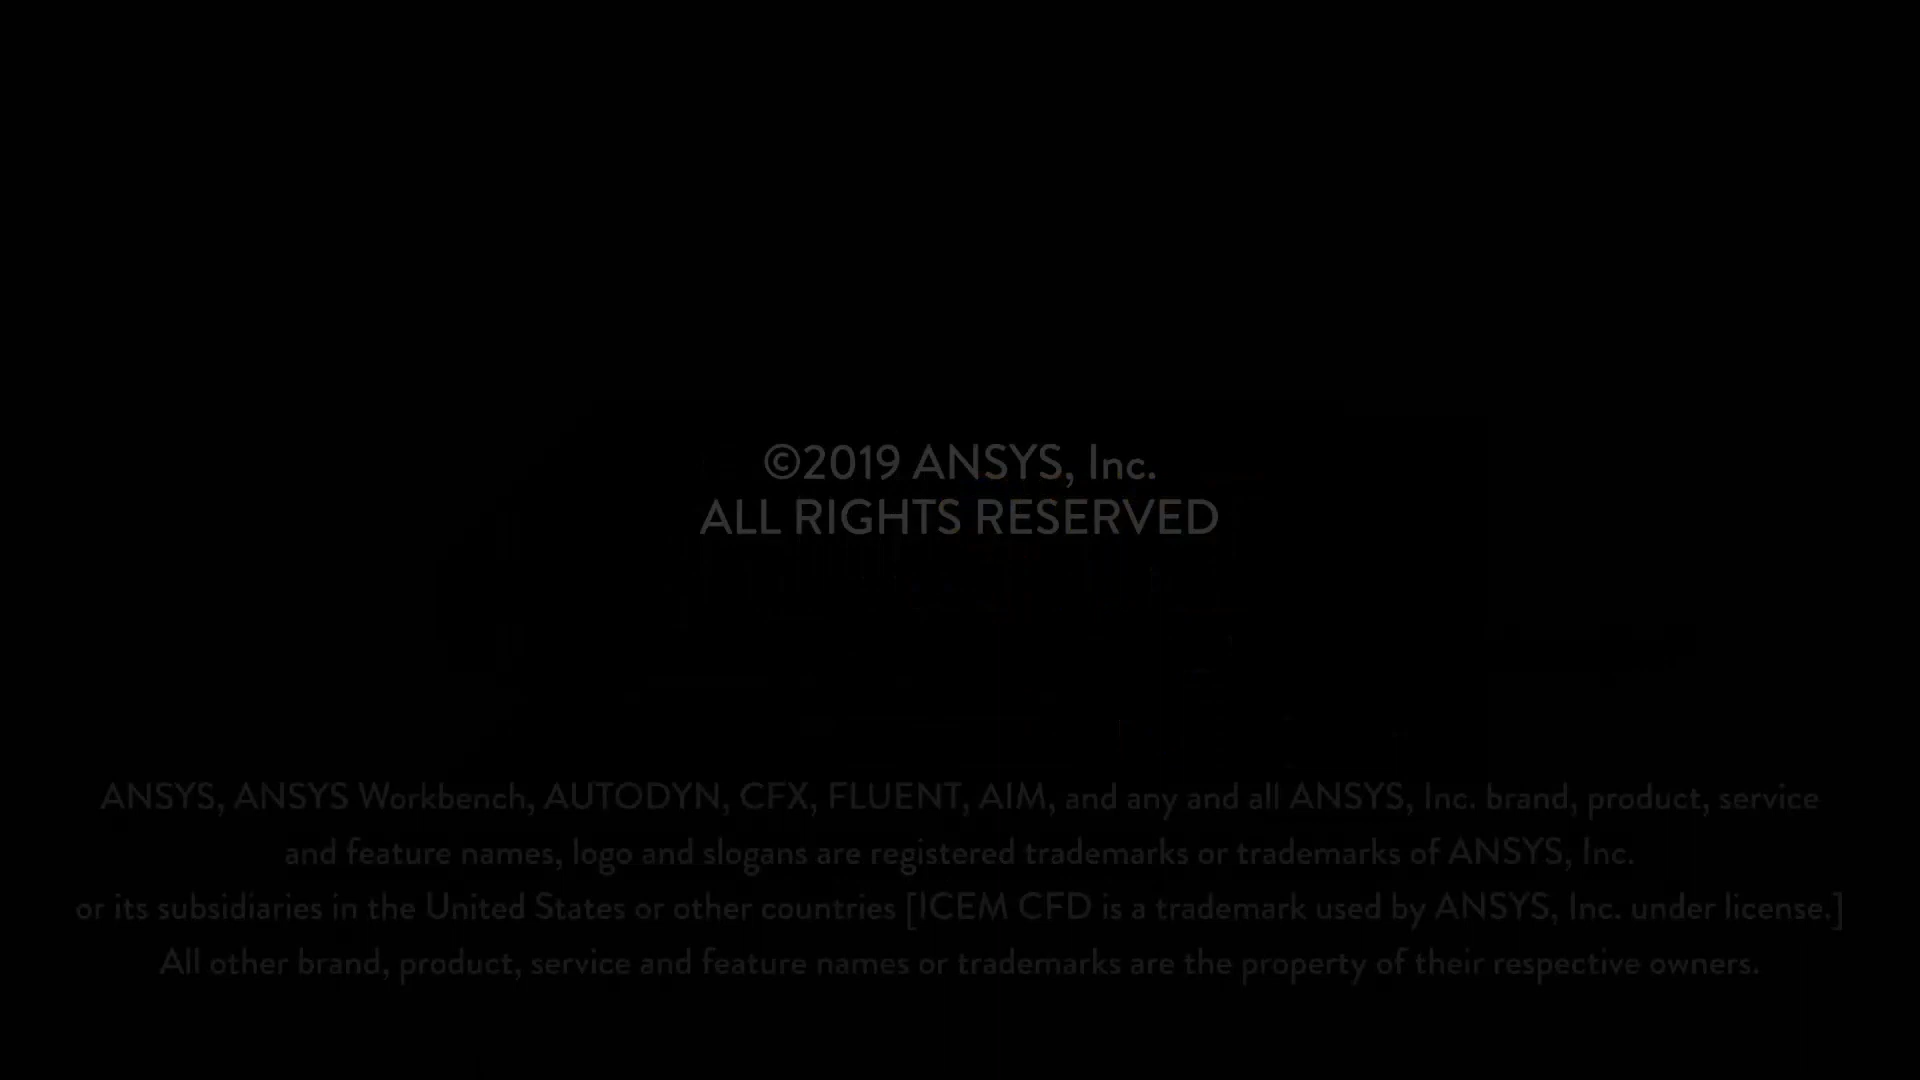 ©2019 ANSYS, Inc.
ALL RIGHTS RESERVED
ANSYS, ANSYS Workbench, AUTODYN, CFX, FLUENT, AIM, and any and all ANSYS, Inc. brand, product, service
and feature names, logo and slogans are registered trademarks or trademarks of ANSYS, Inc.
or its subsidiaries in the United States or other countries [ICEM CFD is a trademark used by ANSYS, Inc. under license.]
All other brand, product, service and feature names or trademarks are the property of their respective owners.